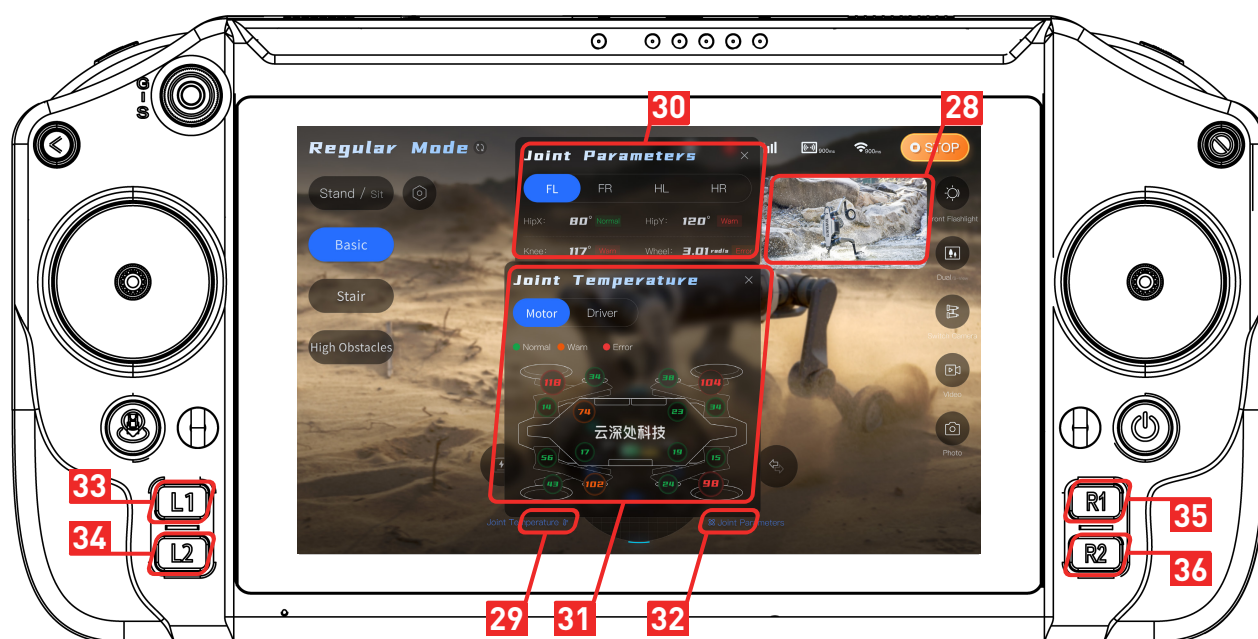 30
28
G-I-S
Regular Mode
900ms
900ms
STOP
Stand / Sit
Basic
Stair
High Obstacles
Joint Parameters
FL FR HL HR
HipX: 80° Normal HipY: 120° Warn
Knee: 117° Warn Wheel: 3.01 rad/s Error
Joint Temperature
Motor Driver
Normal Warn Error
118 34 38 104
14 74 23 34
云深处科技
56 17 19 15
43 102 24 98
Joint Temperature
Joint Parameters
Front Flashlight
Dual
Video
Photo
33
L1
34
L2
R1
35
R2
36
29
31
32